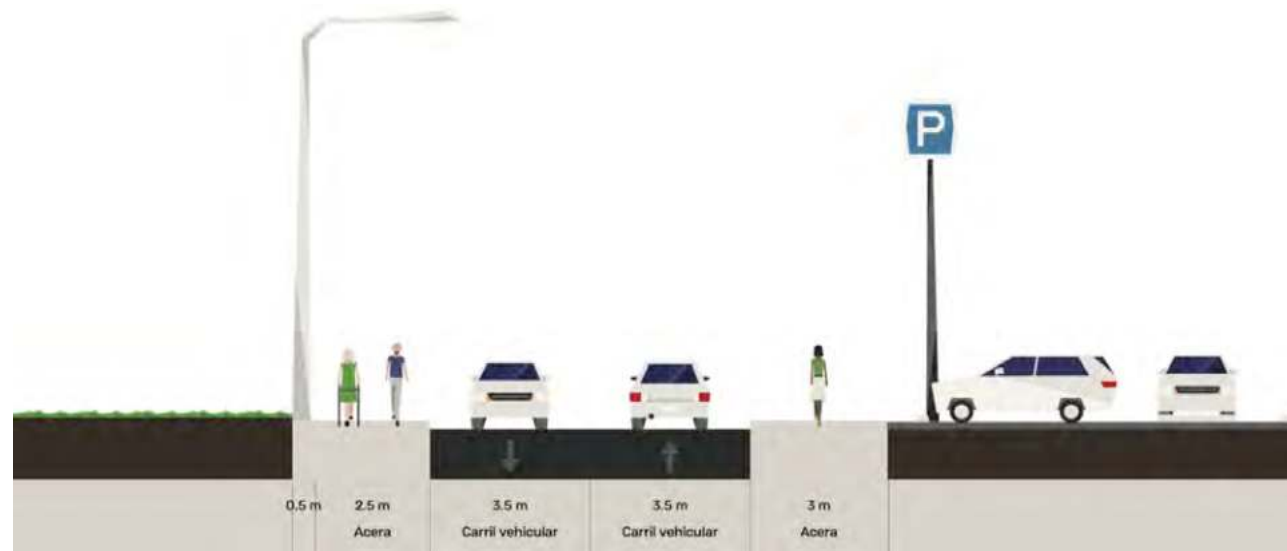 P
0.5 m
2.5 m
Acera
3.5 m
Carril vehicular
3.5 m
Carril vehicular
3 m
Acera